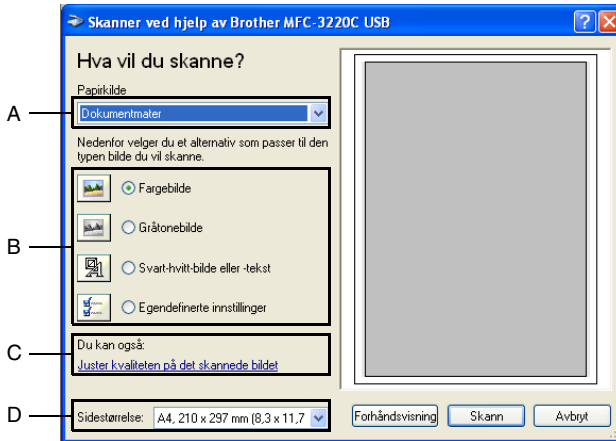 Skanner ved hjelp av Brother MFC-3220C USB
Hva vil du skanne?
Papirkilde
A
Dokumentmater
Nedenfor velger du et alternativ som passer til den
typen bilde du vil skanne.
Fargebilde
Gråtonebilde
B
Svart-hvitt-bilde eller -tekst
Egendefinerte innstillinger
Du kan også:
C
Juster kvaliteten på det skannede bildet
D
Sidestørrelse: A4, 210 x 297 mm (8,3 x 11,7
Forhåndsvisning Skann Avbryt